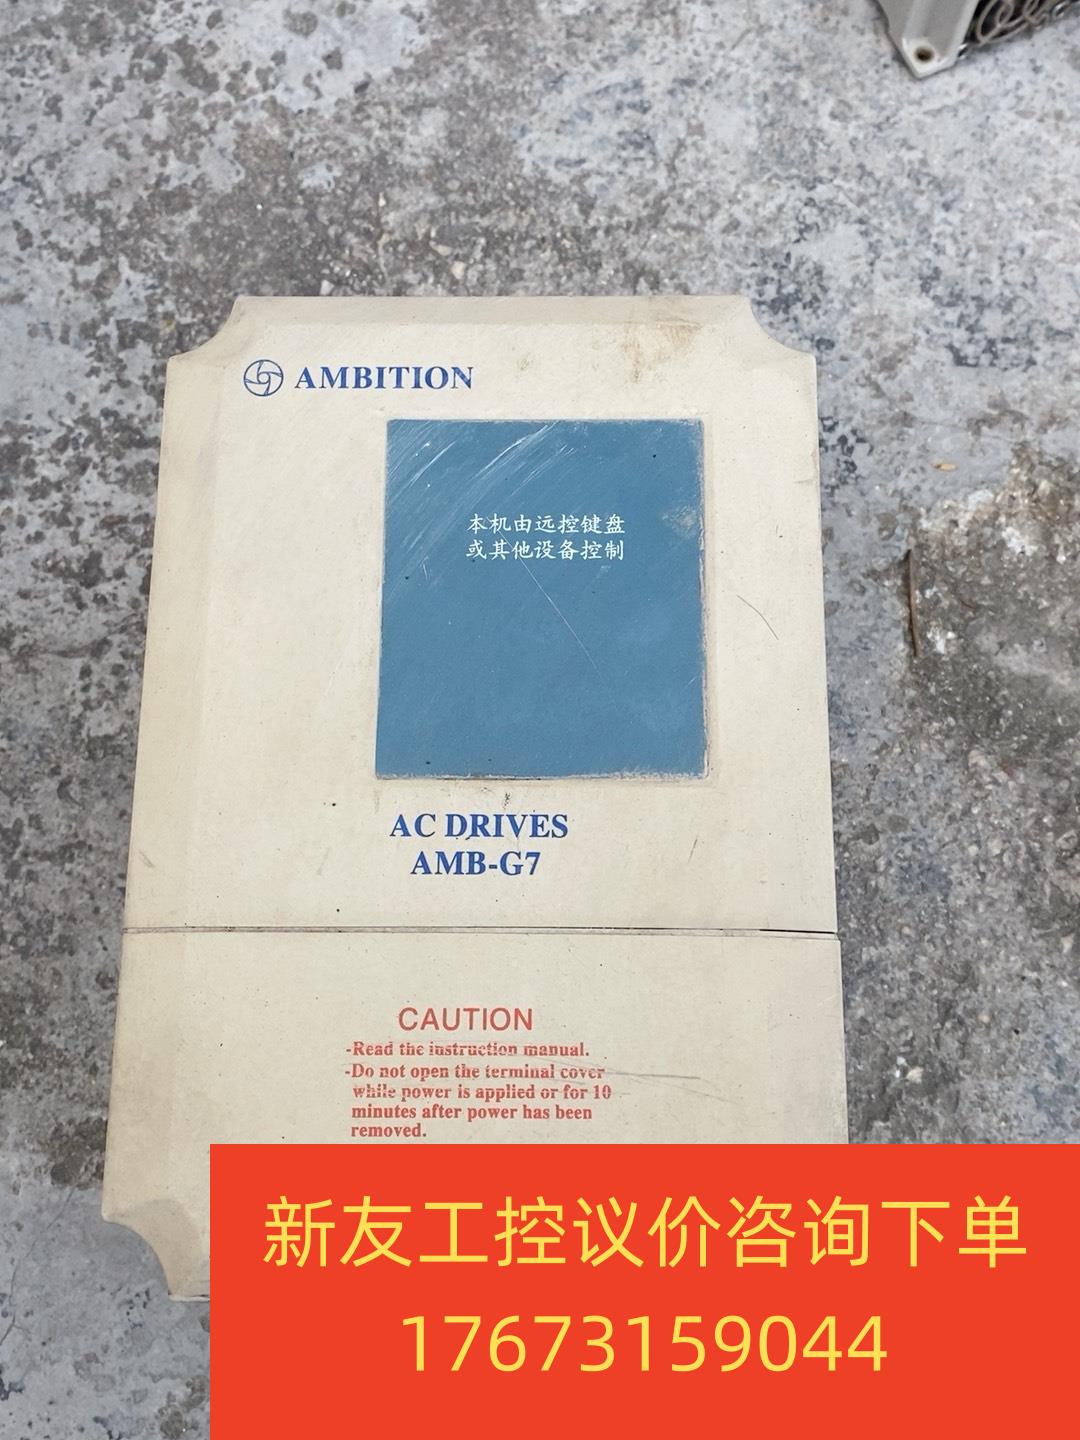 AMBITION
本机由远控键盘
或其他设备控制
AC DRIVES
AMB-G7
CAUTION
-Read the instruction manual.
-Do not open the terminal cover
while power is applied or for 10
minutes after power has been
removed.
新友工控议价咨询下单
17673159044